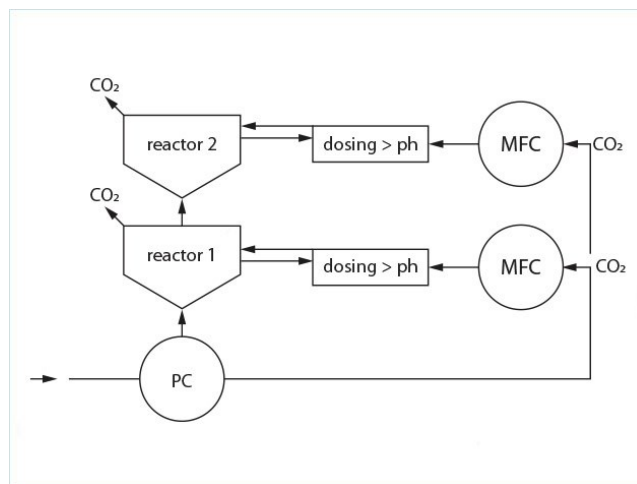 CO₂
reactor 2
dosing > ph
MFC
CO₂
CO₂
reactor 1
dosing > ph
MFC
CO₂
PC